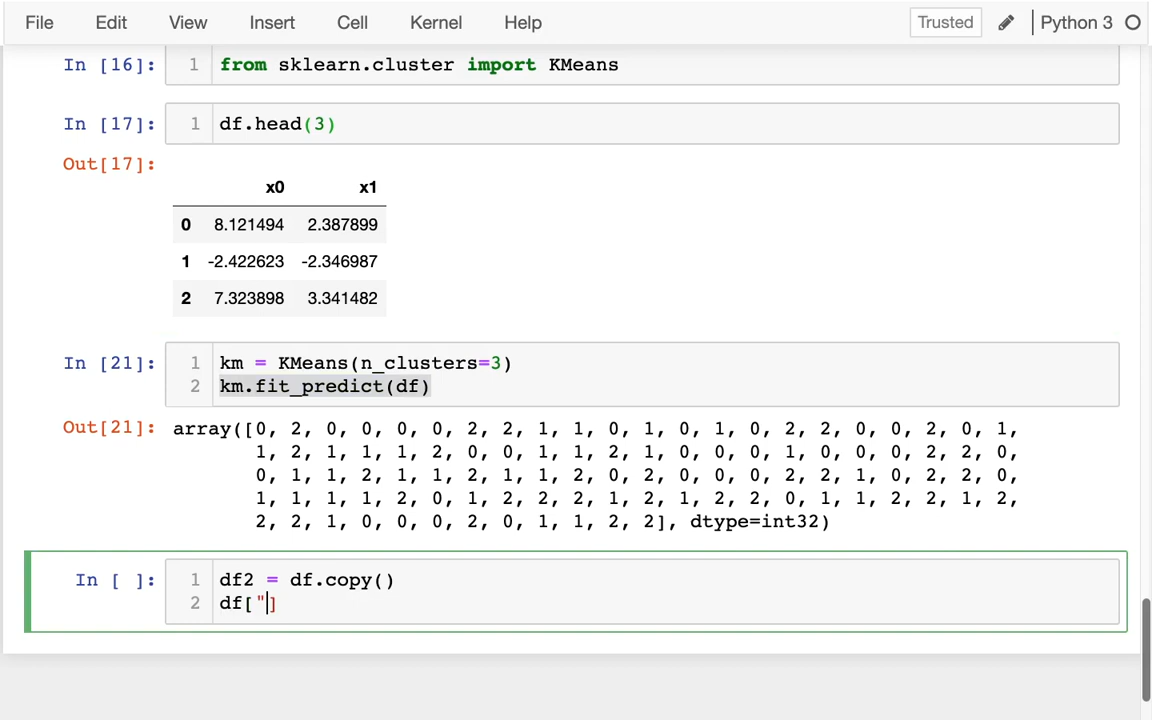 File Edit View Insert Cell Kernel Help Trusted Python 3
In [16]: 1 from sklearn.cluster import KMeans
In [17]: 1 df.head(3)
Out[17]:
x0 x1
0 8.121494 2.387899
1 -2.422623 -2.346987
2 7.323898 3.341482
In [21]: 1 km = KMeans(n_clusters=3)
2 km.fit_predict(df)
Out[21]: array([0, 2, 0, 0, 0, 0, 2, 2, 1, 1, 0, 1, 0, 1, 0, 2, 2, 0, 0, 2, 0, 1,
1, 2, 1, 1, 1, 2, 0, 0, 1, 1, 2, 1, 0, 0, 0, 1, 0, 0, 0, 2, 2, 0,
0, 1, 1, 2, 1, 1, 2, 1, 1, 2, 0, 2, 0, 0, 0, 2, 2, 1, 0, 2, 2, 0,
1, 1, 1, 1, 2, 0, 1, 2, 2, 2, 1, 2, 1, 2, 2, 0, 1, 1, 2, 2, 1, 2,
2, 2, 1, 0, 0, 0, 2, 0, 1, 1, 2, 2], dtype=int32)
In [ ]: 1 df2 = df.copy()
2 df["]